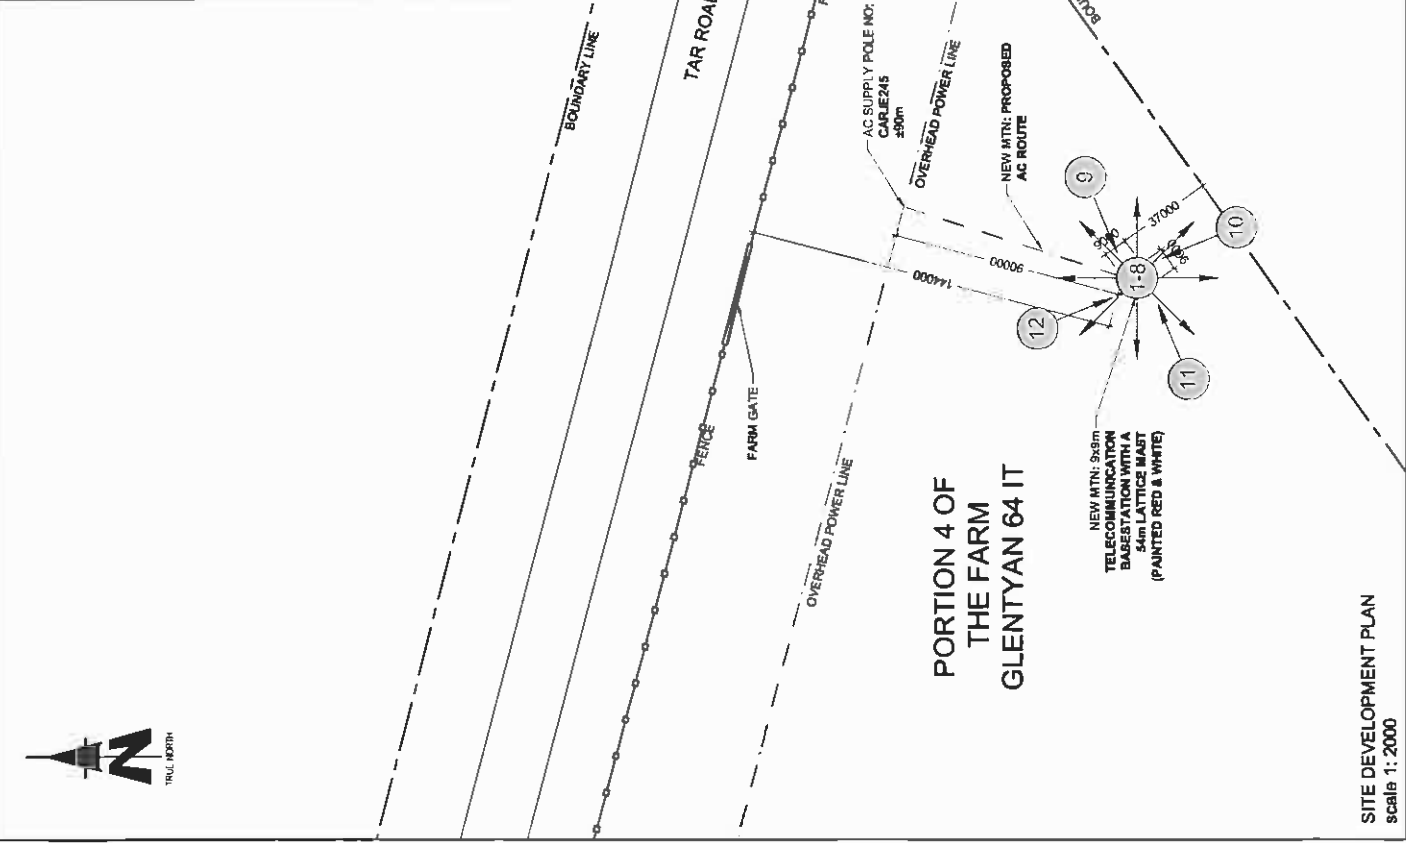 N
TRUE NORTH
BOUNDARY LINE
TAR ROAD
FENCE
FARM GATE
AC SUPPLY POLE NO:
CARJE245
±90m
OVERHEAD POWER LINE
OVERHEAD POWER LINE
NEW MTN: PROPOSED
AC ROUTE
144000
90000
9000
37000
9000
9
10
11
12
1-8
NEW MTN: 9x9m
TELECOMMUNICATION
BASESTATION WITH A
54m LATTICE MAST
(PAINTED RED & WHITE)
PORTION 4 OF
THE FARM
GLENTYAN 64 IT
SITE DEVELOPMENT PLAN
scale 1: 2000